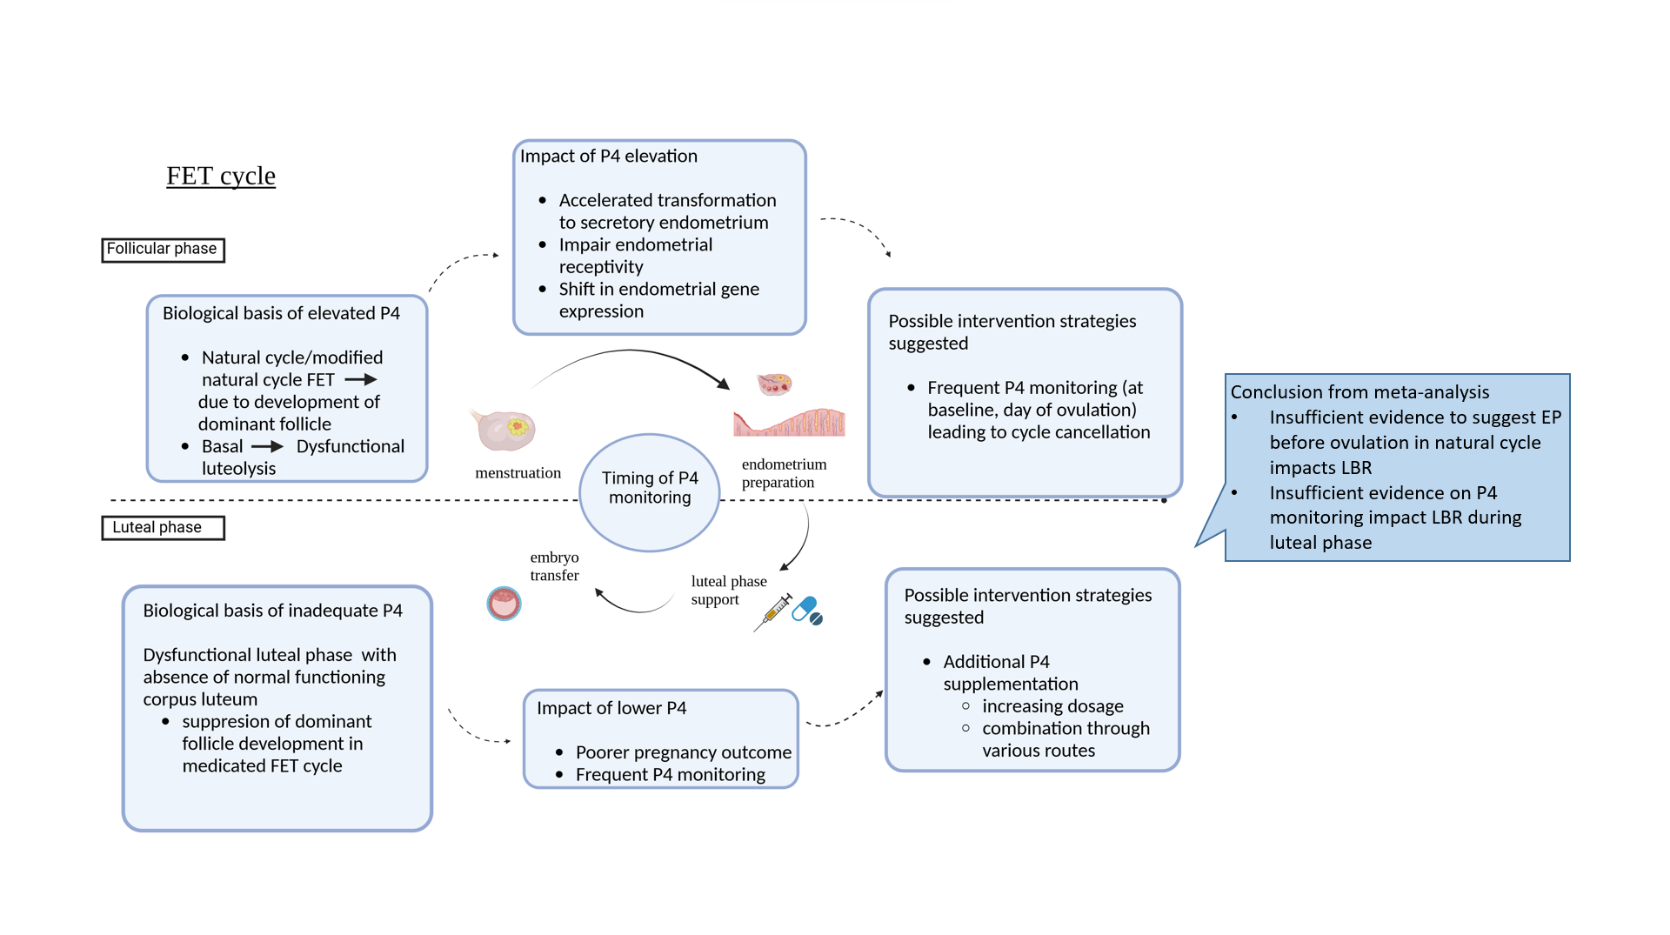 FET cycle
Follicular phase
Biological basis of elevated P4
• Natural cycle/modified
natural cycle FET →
due to development of
dominant follicle
• Basal → Dysfunctional
luteolysis
Impact of P4 elevation
• Accelerated transformation
to secretory endometrium
• Impair endometrial
receptivity
• Shift in endometrial gene
expression
Possible intervention strategies
suggested
• Frequent P4 monitoring (at
baseline, day of ovulation)
leading to cycle cancellation
Conclusion from meta-analysis
• Insufficient evidence to suggest EP
before ovulation in natural cycle
impacts LBR
• Insufficient evidence on P4
monitoring impact LBR during
luteal phase
menstruation
Timing of P4
monitoring
endometrium
preparation
Luteal phase
embryo
transfer
luteal phase
support
Biological basis of inadequate P4
Dysfunctional luteal phase with
absence of normal functioning
corpus luteum
• suppresion of dominant
follicle development in
medicated FET cycle
Impact of lower P4
• Poorer pregnancy outcome
• Frequent P4 monitoring
Possible intervention strategies
suggested
• Additional P4
supplementation
○ increasing dosage
○ combination through
various routes